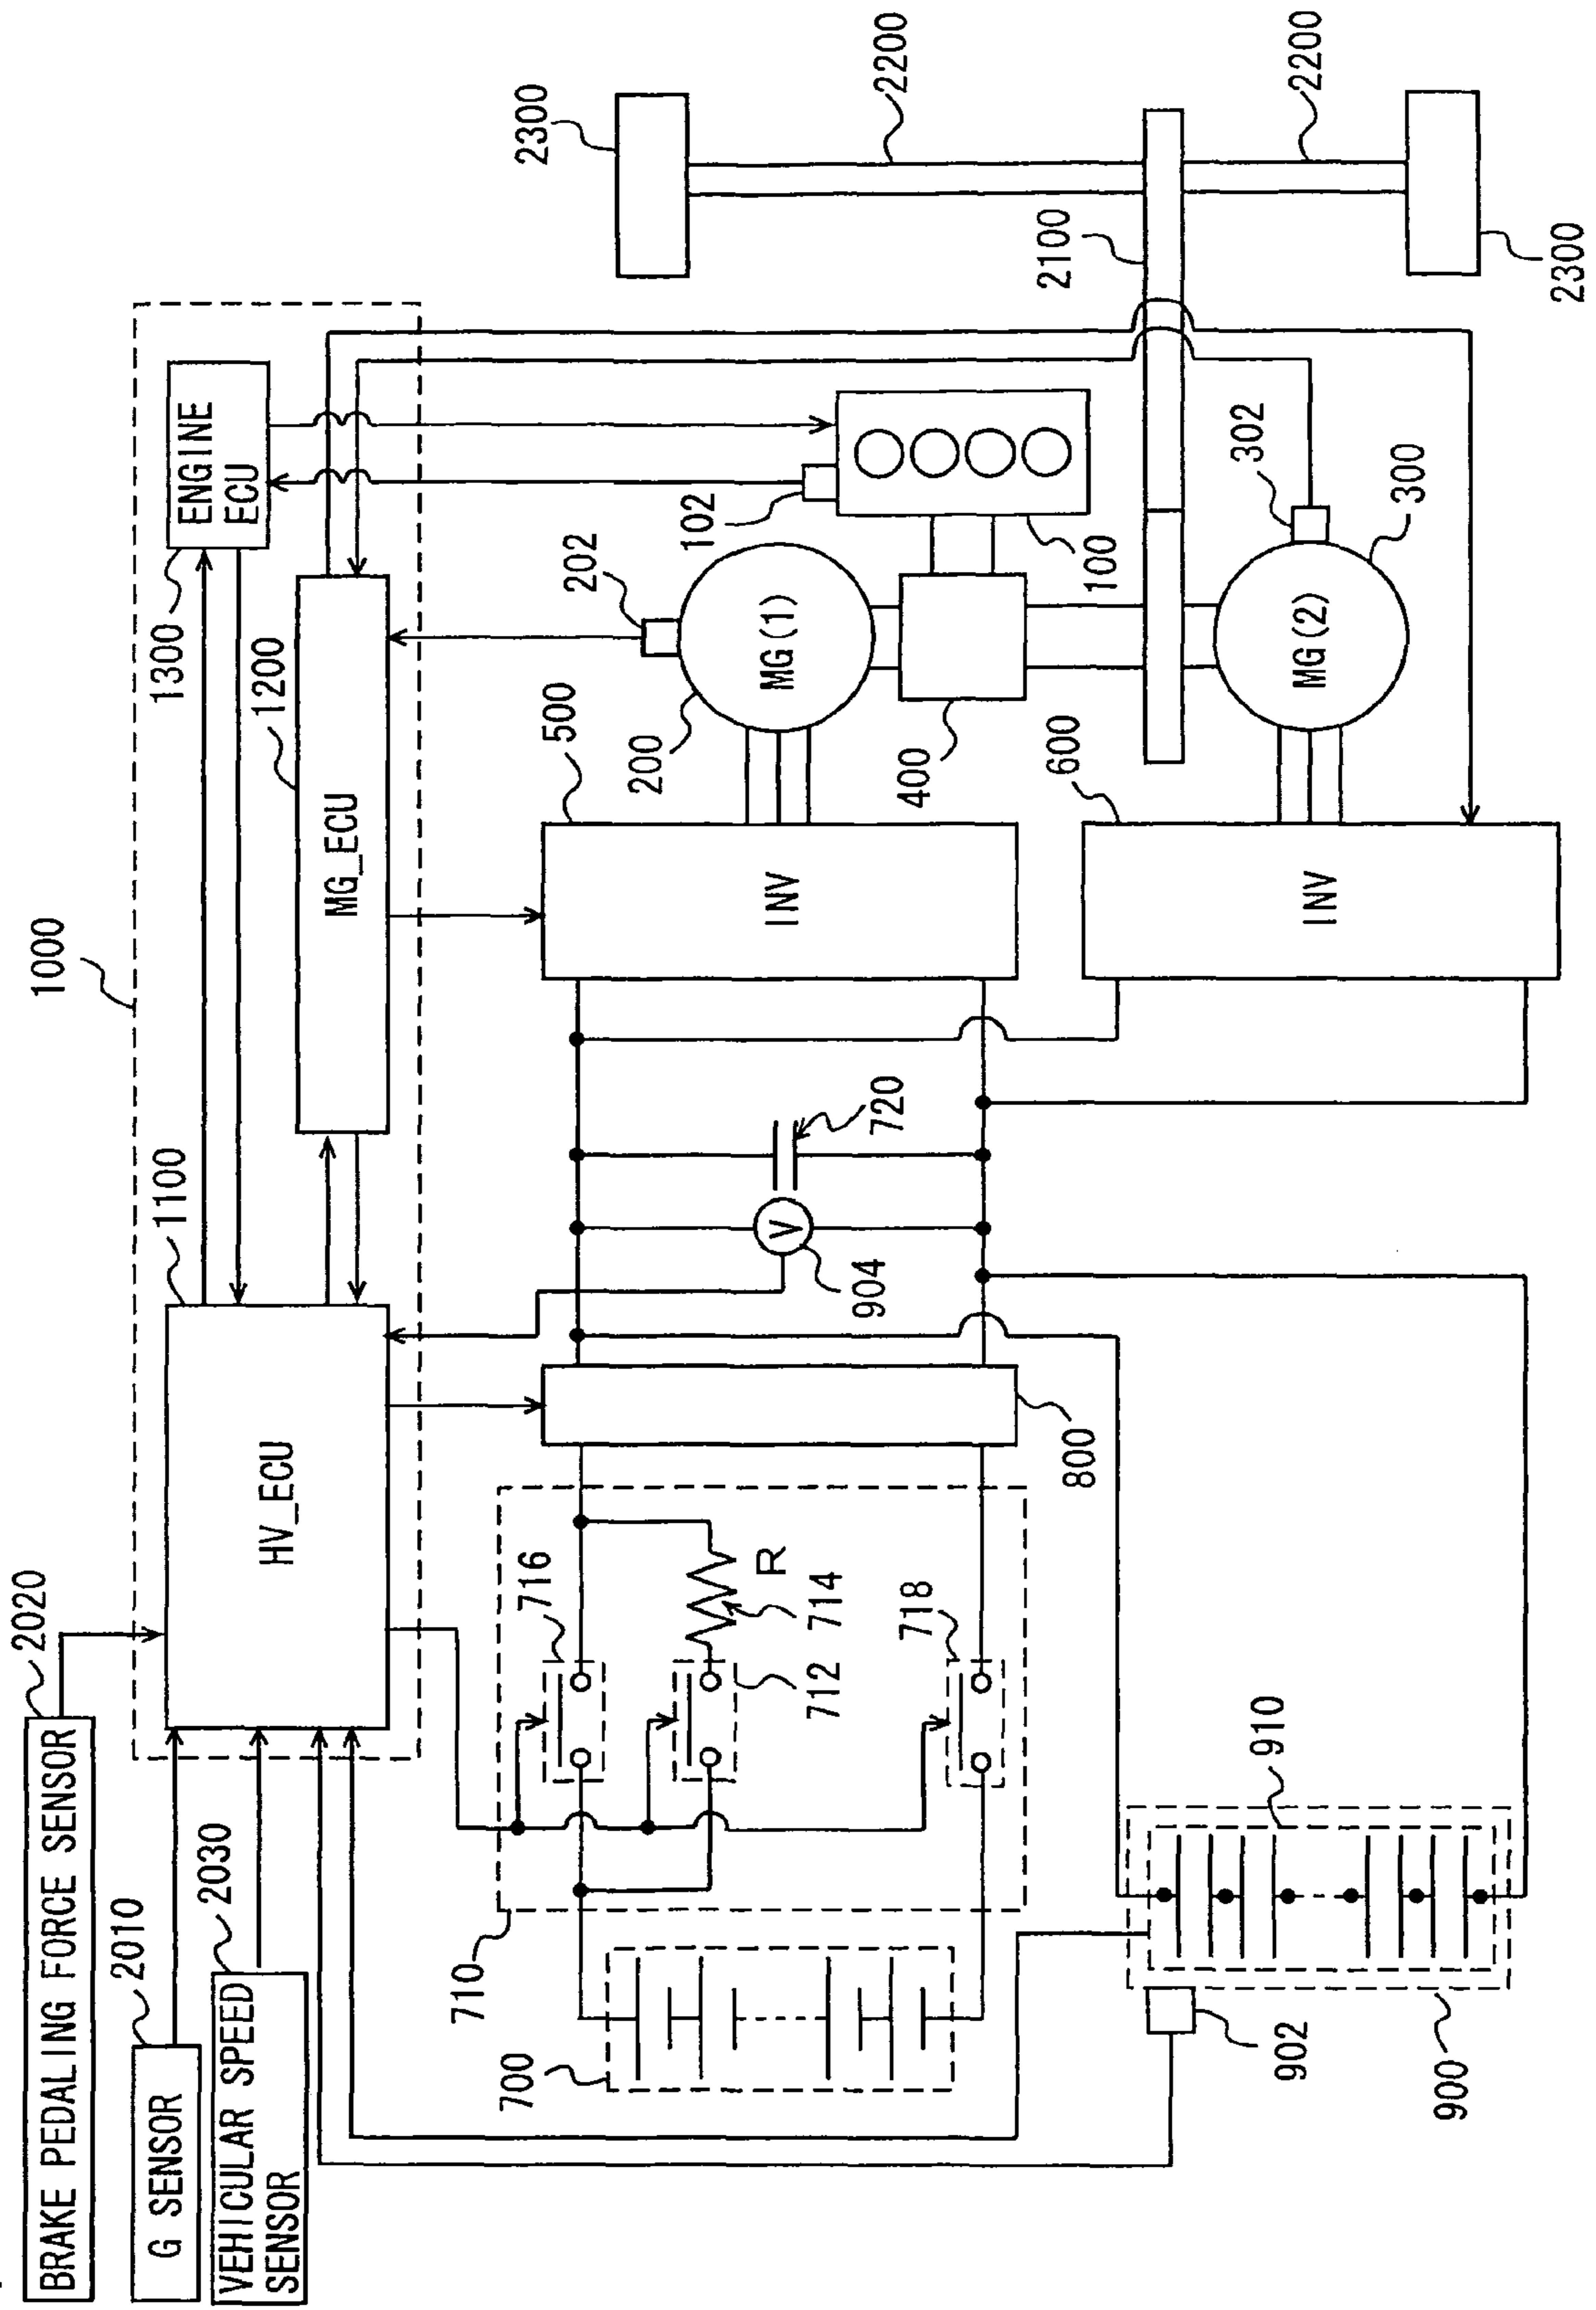 BRAKE PEDALING FORCE SENSOR
2020
G SENSOR
2010
VEHICULAR SPEED
SENSOR
2030
1000
HV_ECU
1100
MG_ECU
1200
ENGINE
ECU
1300
700
710
716
712
714
R
718
800
904
V
720
500
INV
600
INV
200
MG(1)
202
102
100
400
MG(2)
302
300
2100
2200
2200
2300
2300
900
902
910